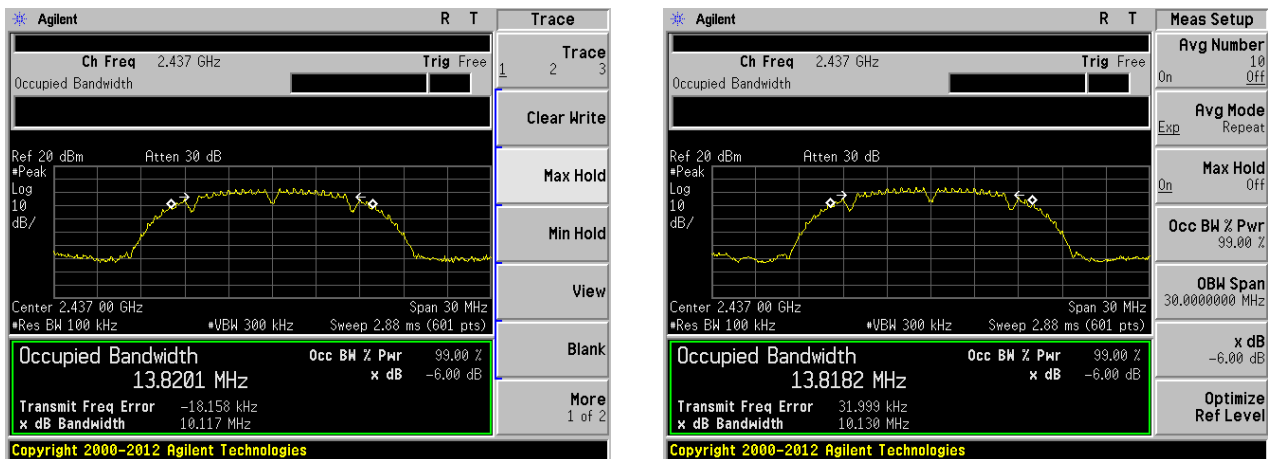 Agilent R T Trace
Ch Freq 2.437 GHz Trig Free
Occupied Bandwidth
Trace
1 2 3
Clear Write
Max Hold
Min Hold
View
Blank
More
1 of 2
Ref 20 dBm Atten 30 dB
#Peak
Log
10
dB/
Center 2.437 00 GHz Span 30 MHz
#Res BW 100 kHz #VBW 300 kHz Sweep 2.88 ms (601 pts)
Occupied Bandwidth Occ BW % Pwr 99.00 %
13.8201 MHz x dB -6.00 dB
Transmit Freq Error -18.158 kHz
x dB Bandwidth 10.117 MHz
Copyright 2000-2012 Agilent Technologies
Agilent R T Meas Setup
Ch Freq 2.437 GHz Trig Free
Occupied Bandwidth
Avg Number
10
On Off
Avg Mode
Exp Repeat
Max Hold
On Off
Occ BW % Pwr
99.00 %
OBW Span
30.0000000 MHz
x dB
-6.00 dB
Optimize
Ref Level
Ref 20 dBm Atten 30 dB
#Peak
Log
10
dB/
Center 2.437 00 GHz Span 30 MHz
#Res BW 100 kHz #VBW 300 kHz Sweep 2.88 ms (601 pts)
Occupied Bandwidth Occ BW % Pwr 99.00 %
13.8182 MHz x dB -6.00 dB
Transmit Freq Error 31.999 kHz
x dB Bandwidth 10.130 MHz
Copyright 2000-2012 Agilent Technologies